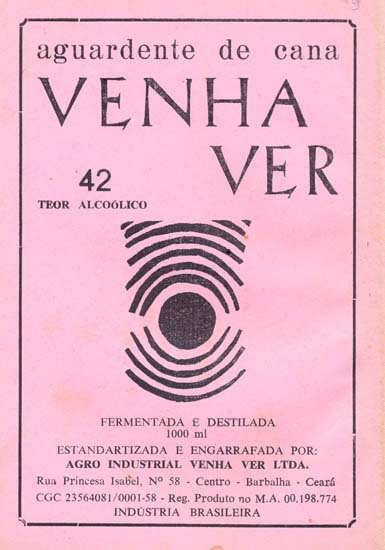 aguardente de cana
VENHA
VER
42
TEOR ALCOÓLICO
FERMENTADA E DESTILADA
1000 ml
ESTANDARTIZADA E ENGARRAFADA POR:
AGRO INDUSTRIAL VENHA VER LTDA.
Rua Princesa Isabel, Nº 58 - Centro - Barbalha - Ceará
CGC 23564081/0001-58 - Reg. Produto no M.A. 00.198.774
INDÚSTRIA BRASILEIRA